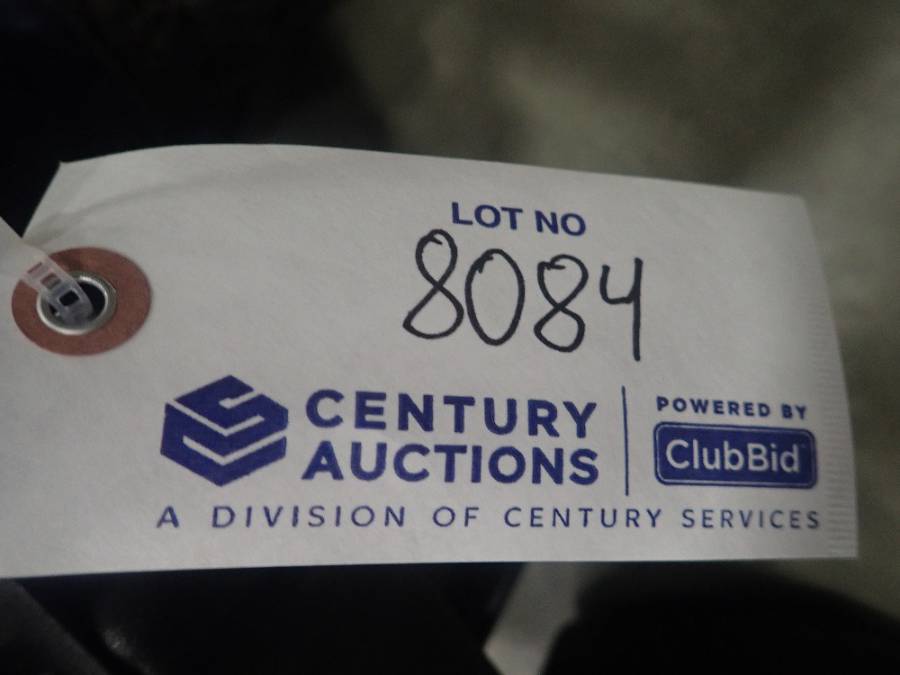 LOT NO
8084
CENTURY
AUCTIONS
POWERED BY
ClubBid
A DIVISION OF CENTURY SERVICES